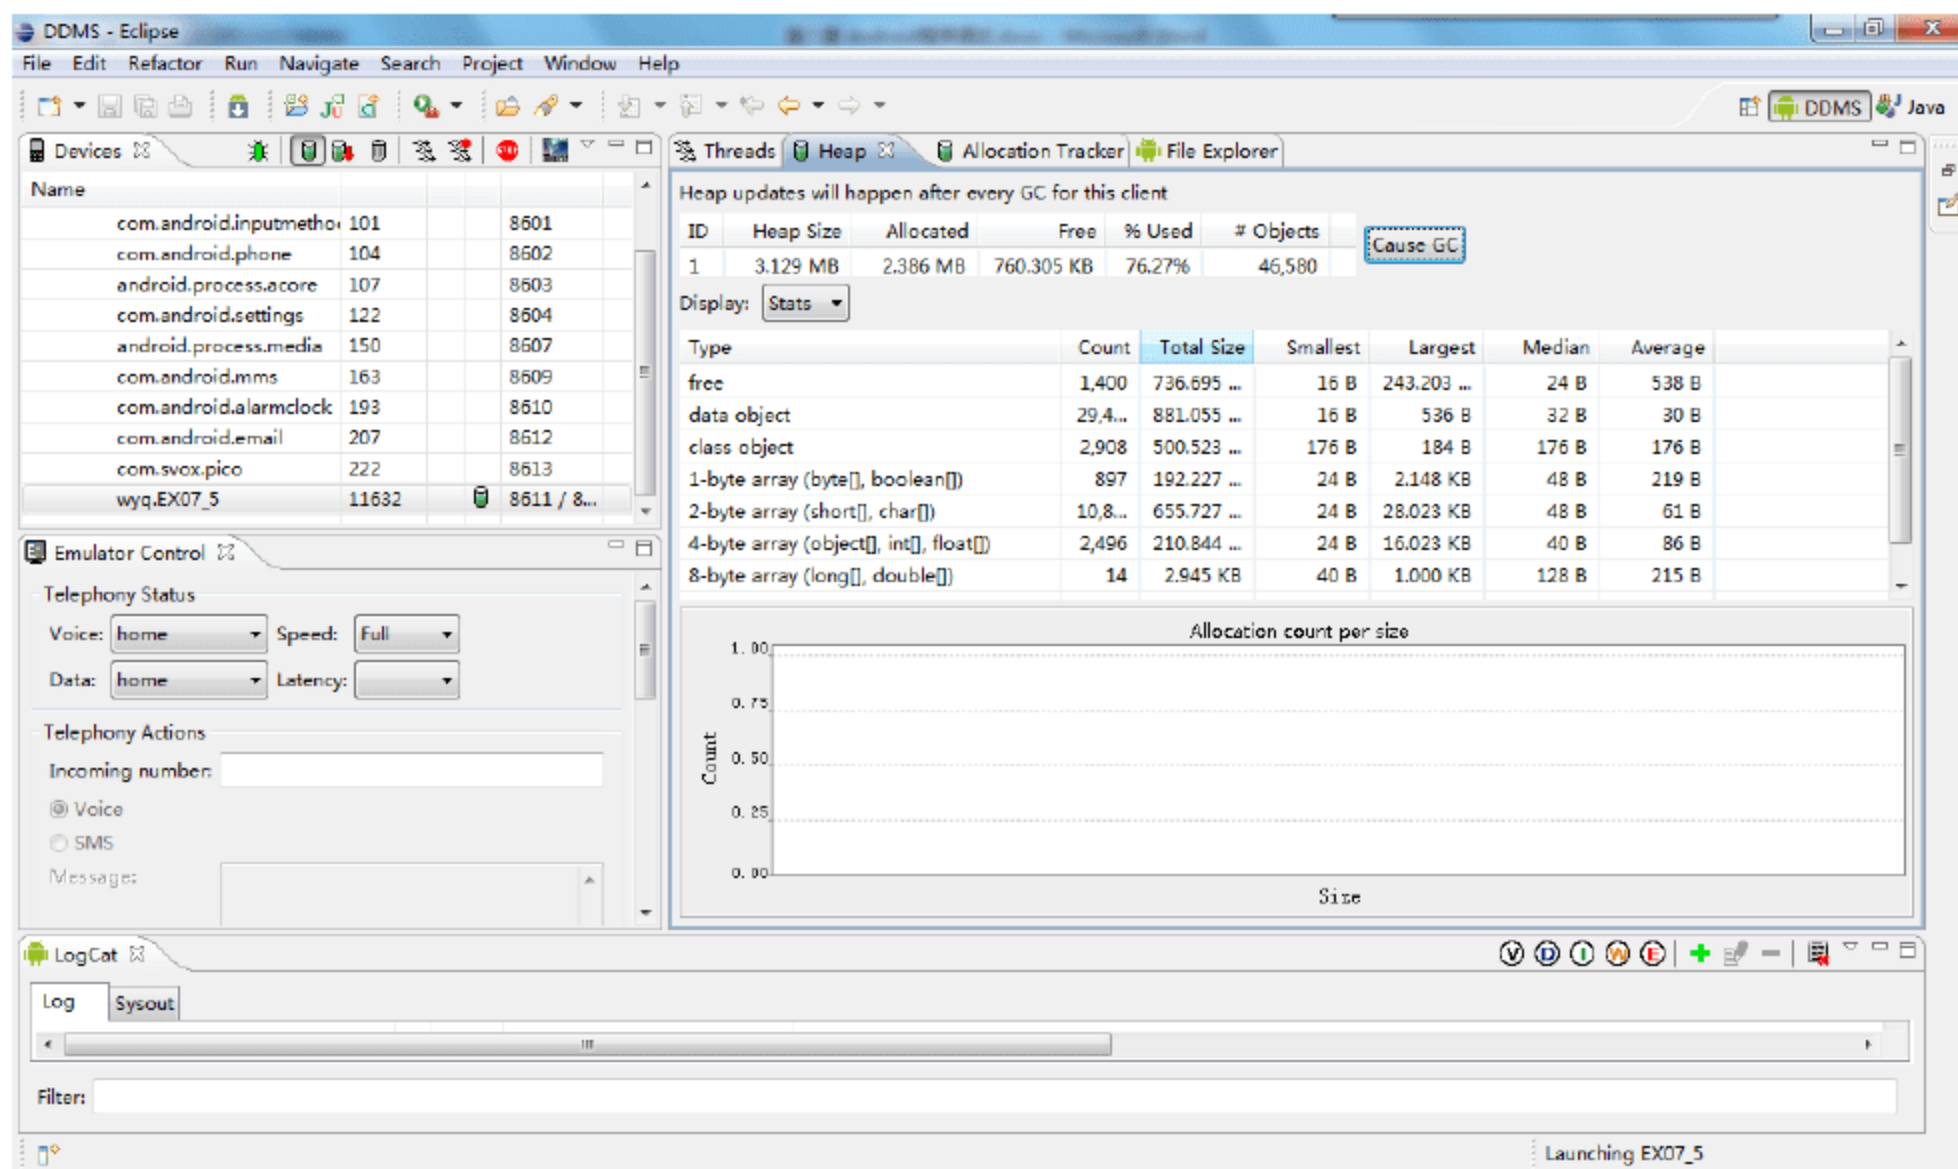 DDMS - Eclipse
File Edit Refactor Run Navigate Search Project Window Help
DDMS Java
Devices
Name
com.android.inputmetho 101 8601
com.android.phone 104 8602
android.process.acore 107 8603
com.android.settings 122 8604
android.process.media 150 8607
com.android.mms 163 8609
com.android.alarmclock 193 8610
com.android.email 207 8612
com.svox.pico 222 8613
wyq.EX07_5 11632 8611 / 8...
Emulator Control
Telephony Status
Voice: home Speed: Full
Data: home Latency:
Telephony Actions
Incoming number:
Voice
SMS
Message:
Threads Heap Allocation Tracker File Explorer
Heap updates will happen after every GC for this client
ID Heap Size Allocated Free % Used # Objects
1 3.129 MB 2.386 MB 760.305 KB 76.27% 46,580
Cause GC
Display: Stats
Type Count Total Size Smallest Largest Median Average
free 1,400 736.695 ... 16 B 243.203 ... 24 B 538 B
data object 29,4... 881.055 ... 16 B 536 B 32 B 30 B
class object 2,908 500.523 ... 176 B 184 B 176 B 176 B
1-byte array (byte[], boolean[]) 897 192.227 ... 24 B 2.148 KB 48 B 219 B
2-byte array (short[], char[]) 10,8... 655.727 ... 24 B 28.023 KB 48 B 61 B
4-byte array (object[], int[], float[]) 2,496 210.844 ... 24 B 16.023 KB 40 B 86 B
8-byte array (long[], double[]) 14 2.945 KB 40 B 1.000 KB 128 B 215 B
Allocation count per size
1.00
0.75
0.50
0.25
0.00
Count
Size
LogCat
V D I W E
Log Sysout
Filter:
Launching EX07_5